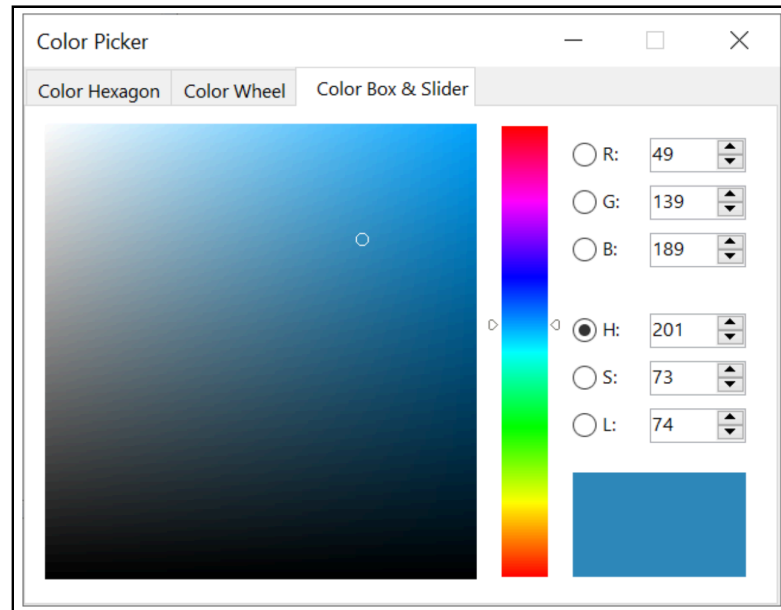 Color Picker
Color Hexagon Color Wheel Color Box & Slider
R: 49
G: 139
B: 189
H: 201
S: 73
L: 74